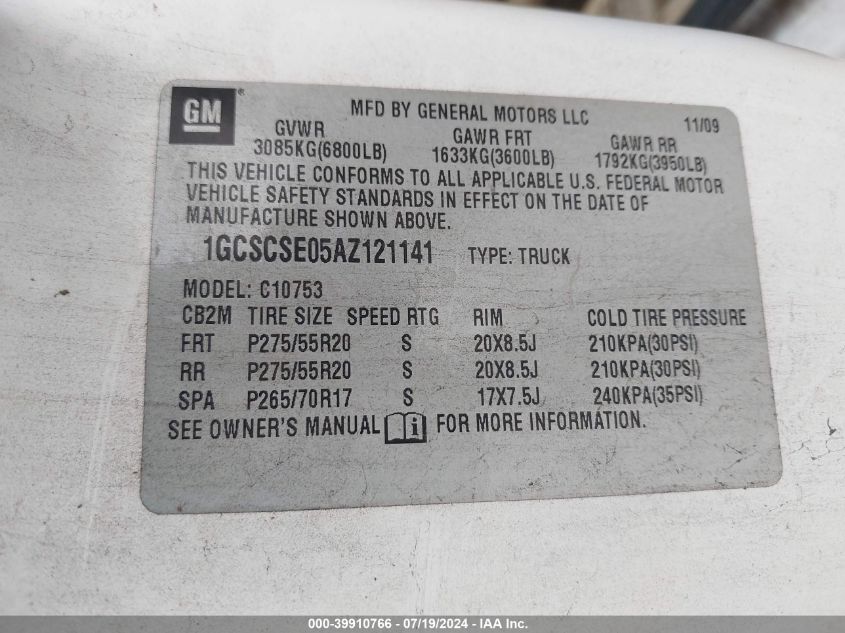 GM
MFD BY GENERAL MOTORS LLC 11/09
GVWR GAWR FRT GAWR RR
3085KG(6800LB) 1633KG(3600LB) 1792KG(3950LB)
THIS VEHICLE CONFORMS TO ALL APPLICABLE U.S. FEDERAL MOTOR
VEHICLE SAFETY STANDARDS IN EFFECT ON THE DATE OF
MANUFACTURE SHOWN ABOVE.
1GCSCSE05AZ121141 TYPE: TRUCK
MODEL: C10753
CB2M TIRE SIZE SPEED RTG RIM COLD TIRE PRESSURE
FRT P275/55R20 S 20X8.5J 210KPA(30PSI)
RR P275/55R20 S 20X8.5J 210KPA(30PSI)
SPA P265/70R17 S 17X7.5J 240KPA(35PSI)
SEE OWNER'S MANUAL i FOR MORE INFORMATION.
000-39910766 - 07/19/2024 - IAA Inc.